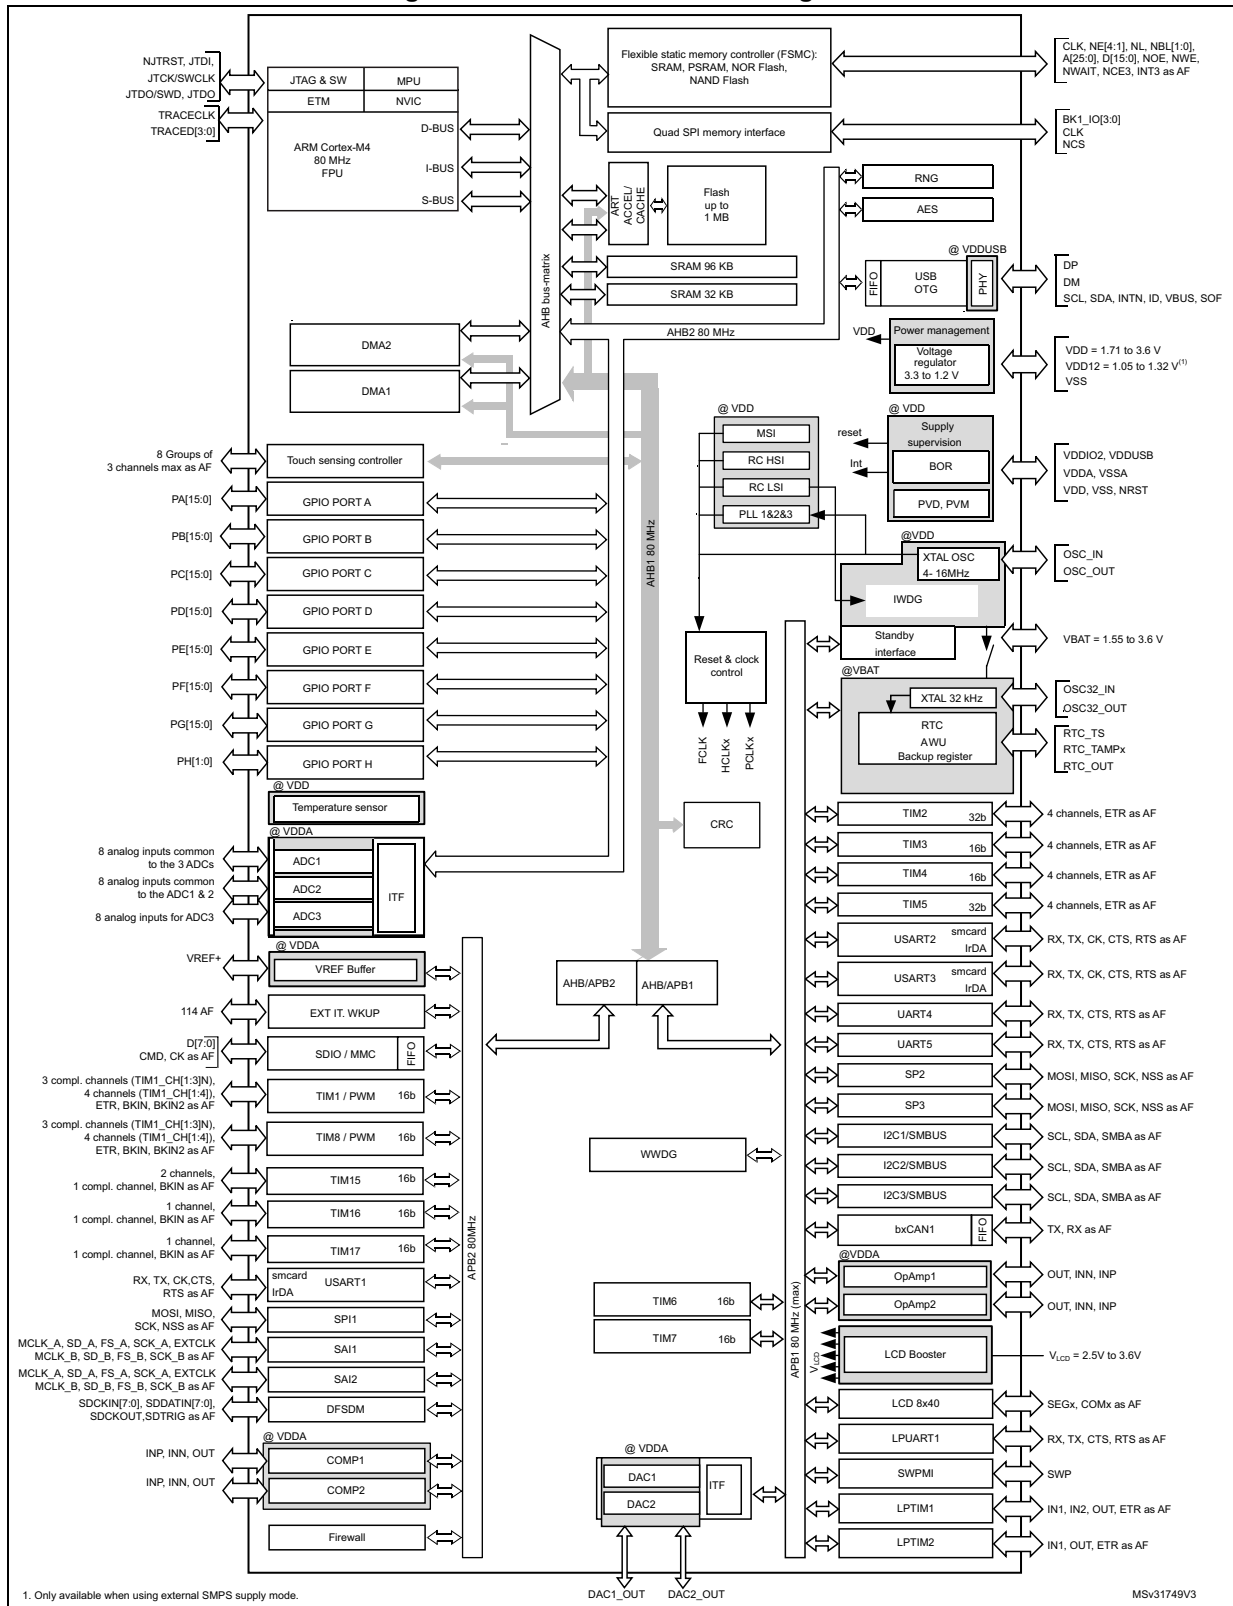 NJTRST, JTDI,
JTCK/SWCLK
JTDO/SWD, JTDO
TRACECLK
TRACED[3:0]
JTAG & SW
MPU
ETM
NVIC
ARM Cortex-M4
80 MHz
FPU
D-BUS
I-BUS
S-BUS
AHB bus-matrix
Flexible static memory controller (FSMC):
SRAM, PSRAM, NOR Flash,
NAND Flash
CLK, NE[4:1], NL, NBL[1:0],
A[25:0], D[15:0], NOE, NWE,
NWAIT, NCE3, INT3 as AF
Quad SPI memory interface
BK1_IO[3:0]
CLK
NCS
ART
ACCEL/
CACHE
Flash
up to
1 MB
RNG
AES
SRAM 96 KB
SRAM 32 KB
@ VDDUSB
FIFO
USB
OTG
PHY
DP
DM
SCL, SDA, INTN, ID, VBUS, SOF
AHB2 80 MHz
DMA2
DMA1
VDD
Power management
Voltage
regulator
3.3 to 1.2 V
VDD = 1.71 to 3.6 V
VDD12 = 1.05 to 1.32 V(1)
VSS
@ VDD
MSI
RC HSI
RC LSI
PLL 1&2&3
@ VDD
reset
Int
Supply
supervision
BOR
PVD, PVM
VDDIO2, VDDUSB
VDDA, VSSA
VDD, VSS, NRST
8 Groups of
3 channels max as AF
Touch sensing controller
PA[15:0]
GPIO PORT A
PB[15:0]
GPIO PORT B
PC[15:0]
GPIO PORT C
PD[15:0]
GPIO PORT D
PE[15:0]
GPIO PORT E
PF[15:0]
GPIO PORT F
PG[15:0]
GPIO PORT G
PH[1:0]
GPIO PORT H
AHB1 80 MHz
@VDD
XTAL OSC
4- 16MHz
IWDG
OSC_IN
OSC_OUT
Standby
interface
VBAT = 1.55 to 3.6 V
@VBAT
XTAL 32 kHz
RTC
AWU
Backup register
OSC32_IN
OSC32_OUT
RTC_TS
RTC_TAMPx
RTC_OUT
Reset & clock
control
FCLK
HCLKx
PCLKx
@ VDD
Temperature sensor
CRC
@ VDDA
8 analog inputs common
to the 3 ADCs
8 analog inputs common
to the ADC1 & 2
8 analog inputs for ADC3
ADC1
ADC2
ADC3
ITF
@ VDDA
VREF+
VREF Buffer
114 AF
EXT IT. WKUP
D[7:0]
CMD, CK as AF
SDIO / MMC
FIFO
3 compl. channels (TIM1_CH[1:3]N),
4 channels (TIM1_CH[1:4]),
ETR, BKIN, BKIN2 as AF
TIM1 / PWM
16b
3 compl. channels (TIM1_CH[1:3]N),
4 channels (TIM1_CH[1:4]),
ETR, BKIN, BKIN2 as AF
TIM8 / PWM
16b
2 channels,
1 compl. channel, BKIN as AF
TIM15
16b
1 channel,
1 compl. channel, BKIN as AF
TIM16
16b
1 channel,
1 compl. channel, BKIN as AF
TIM17
16b
RX, TX, CK,CTS,
RTS as AF
smcard
IrDA
USART1
MOSI, MISO,
SCK, NSS as AF
SPI1
MCLK_A, SD_A, FS_A, SCK_A, EXTCLK
MCLK_B, SD_B, FS_B, SCK_B as AF
SAI1
MCLK_A, SD_A, FS_A, SCK_A, EXTCLK
MCLK_B, SD_B, FS_B, SCK_B as AF
SAI2
SDCKIN[7:0], SDDATIN[7:0],
SDCKOUT,SDTRIG as AF
DFSDM
@ VDDA
INP, INN, OUT
COMP1
INP, INN, OUT
COMP2
Firewall
APB2 80MHz
AHB/APB2
AHB/APB1
WWDG
TIM6
16b
TIM7
16b
@ VDDA
DAC1
DAC2
ITF
DAC1_OUT
DAC2_OUT
APB1 80 MHz (max)
TIM2
32b
4 channels, ETR as AF
TIM3
16b
4 channels, ETR as AF
TIM4
16b
4 channels, ETR as AF
TIM5
32b
4 channels, ETR as AF
USART2
smcard
IrDA
RX, TX, CK, CTS, RTS as AF
USART3
smcard
IrDA
RX, TX, CK, CTS, RTS as AF
UART4
RX, TX, CTS, RTS as AF
UART5
RX, TX, CTS, RTS as AF
SP2
MOSI, MISO, SCK, NSS as AF
SP3
MOSI, MISO, SCK, NSS as AF
I2C1/SMBUS
SCL, SDA, SMBA as AF
I2C2/SMBUS
SCL, SDA, SMBA as AF
I2C3/SMBUS
SCL, SDA, SMBA as AF
bxCAN1
FIFO
TX, RX as AF
@VDDA
OpAmp1
OUT, INN, INP
OpAmp2
OUT, INN, INP
VLCD
LCD Booster
VLCD = 2.5V to 3.6V
LCD 8x40
SEGx, COMx as AF
LPUART1
RX, TX, CTS, RTS as AF
SWPMI
SWP
LPTIM1
IN1, IN2, OUT, ETR as AF
LPTIM2
IN1, OUT, ETR as AF
1. Only available when using external SMPS supply mode.
MSv31749V3